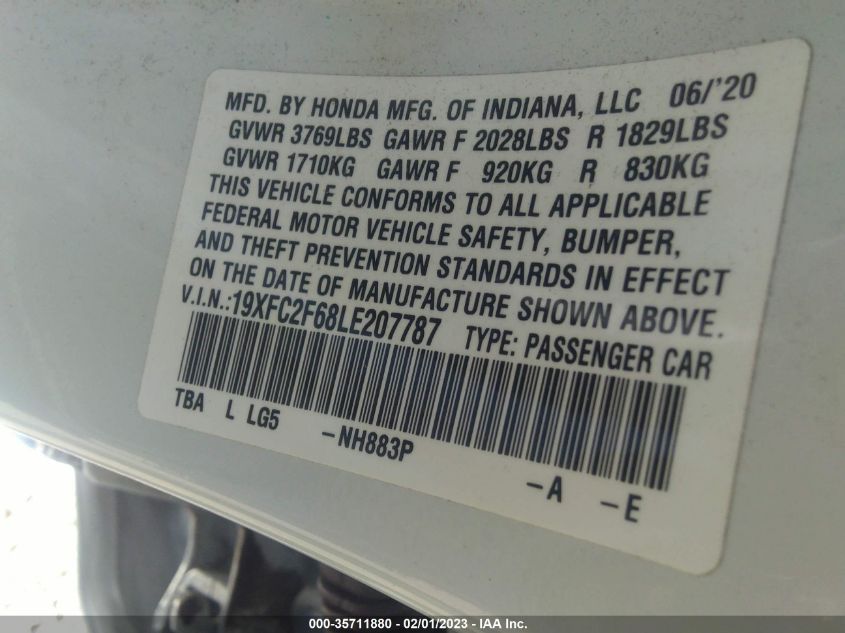 MFD. BY HONDA MFG. OF INDIANA, LLC 06/'20
GVWR 3769LBS GAWR F 2028LBS R 1829LBS
GVWR 1710KG GAWR F 920KG R 830KG
THIS VEHICLE CONFORMS TO ALL APPLICABLE
FEDERAL MOTOR VEHICLE SAFETY, BUMPER,
AND THEFT PREVENTION STANDARDS IN EFFECT
ON THE DATE OF MANUFACTURE SHOWN ABOVE.
V.I.N.:19XFC2F68LE207787 TYPE: PASSENGER CAR
TBA L LG5 -NH883P -A -E
000-35711880 - 02/01/2023 - IAA Inc.